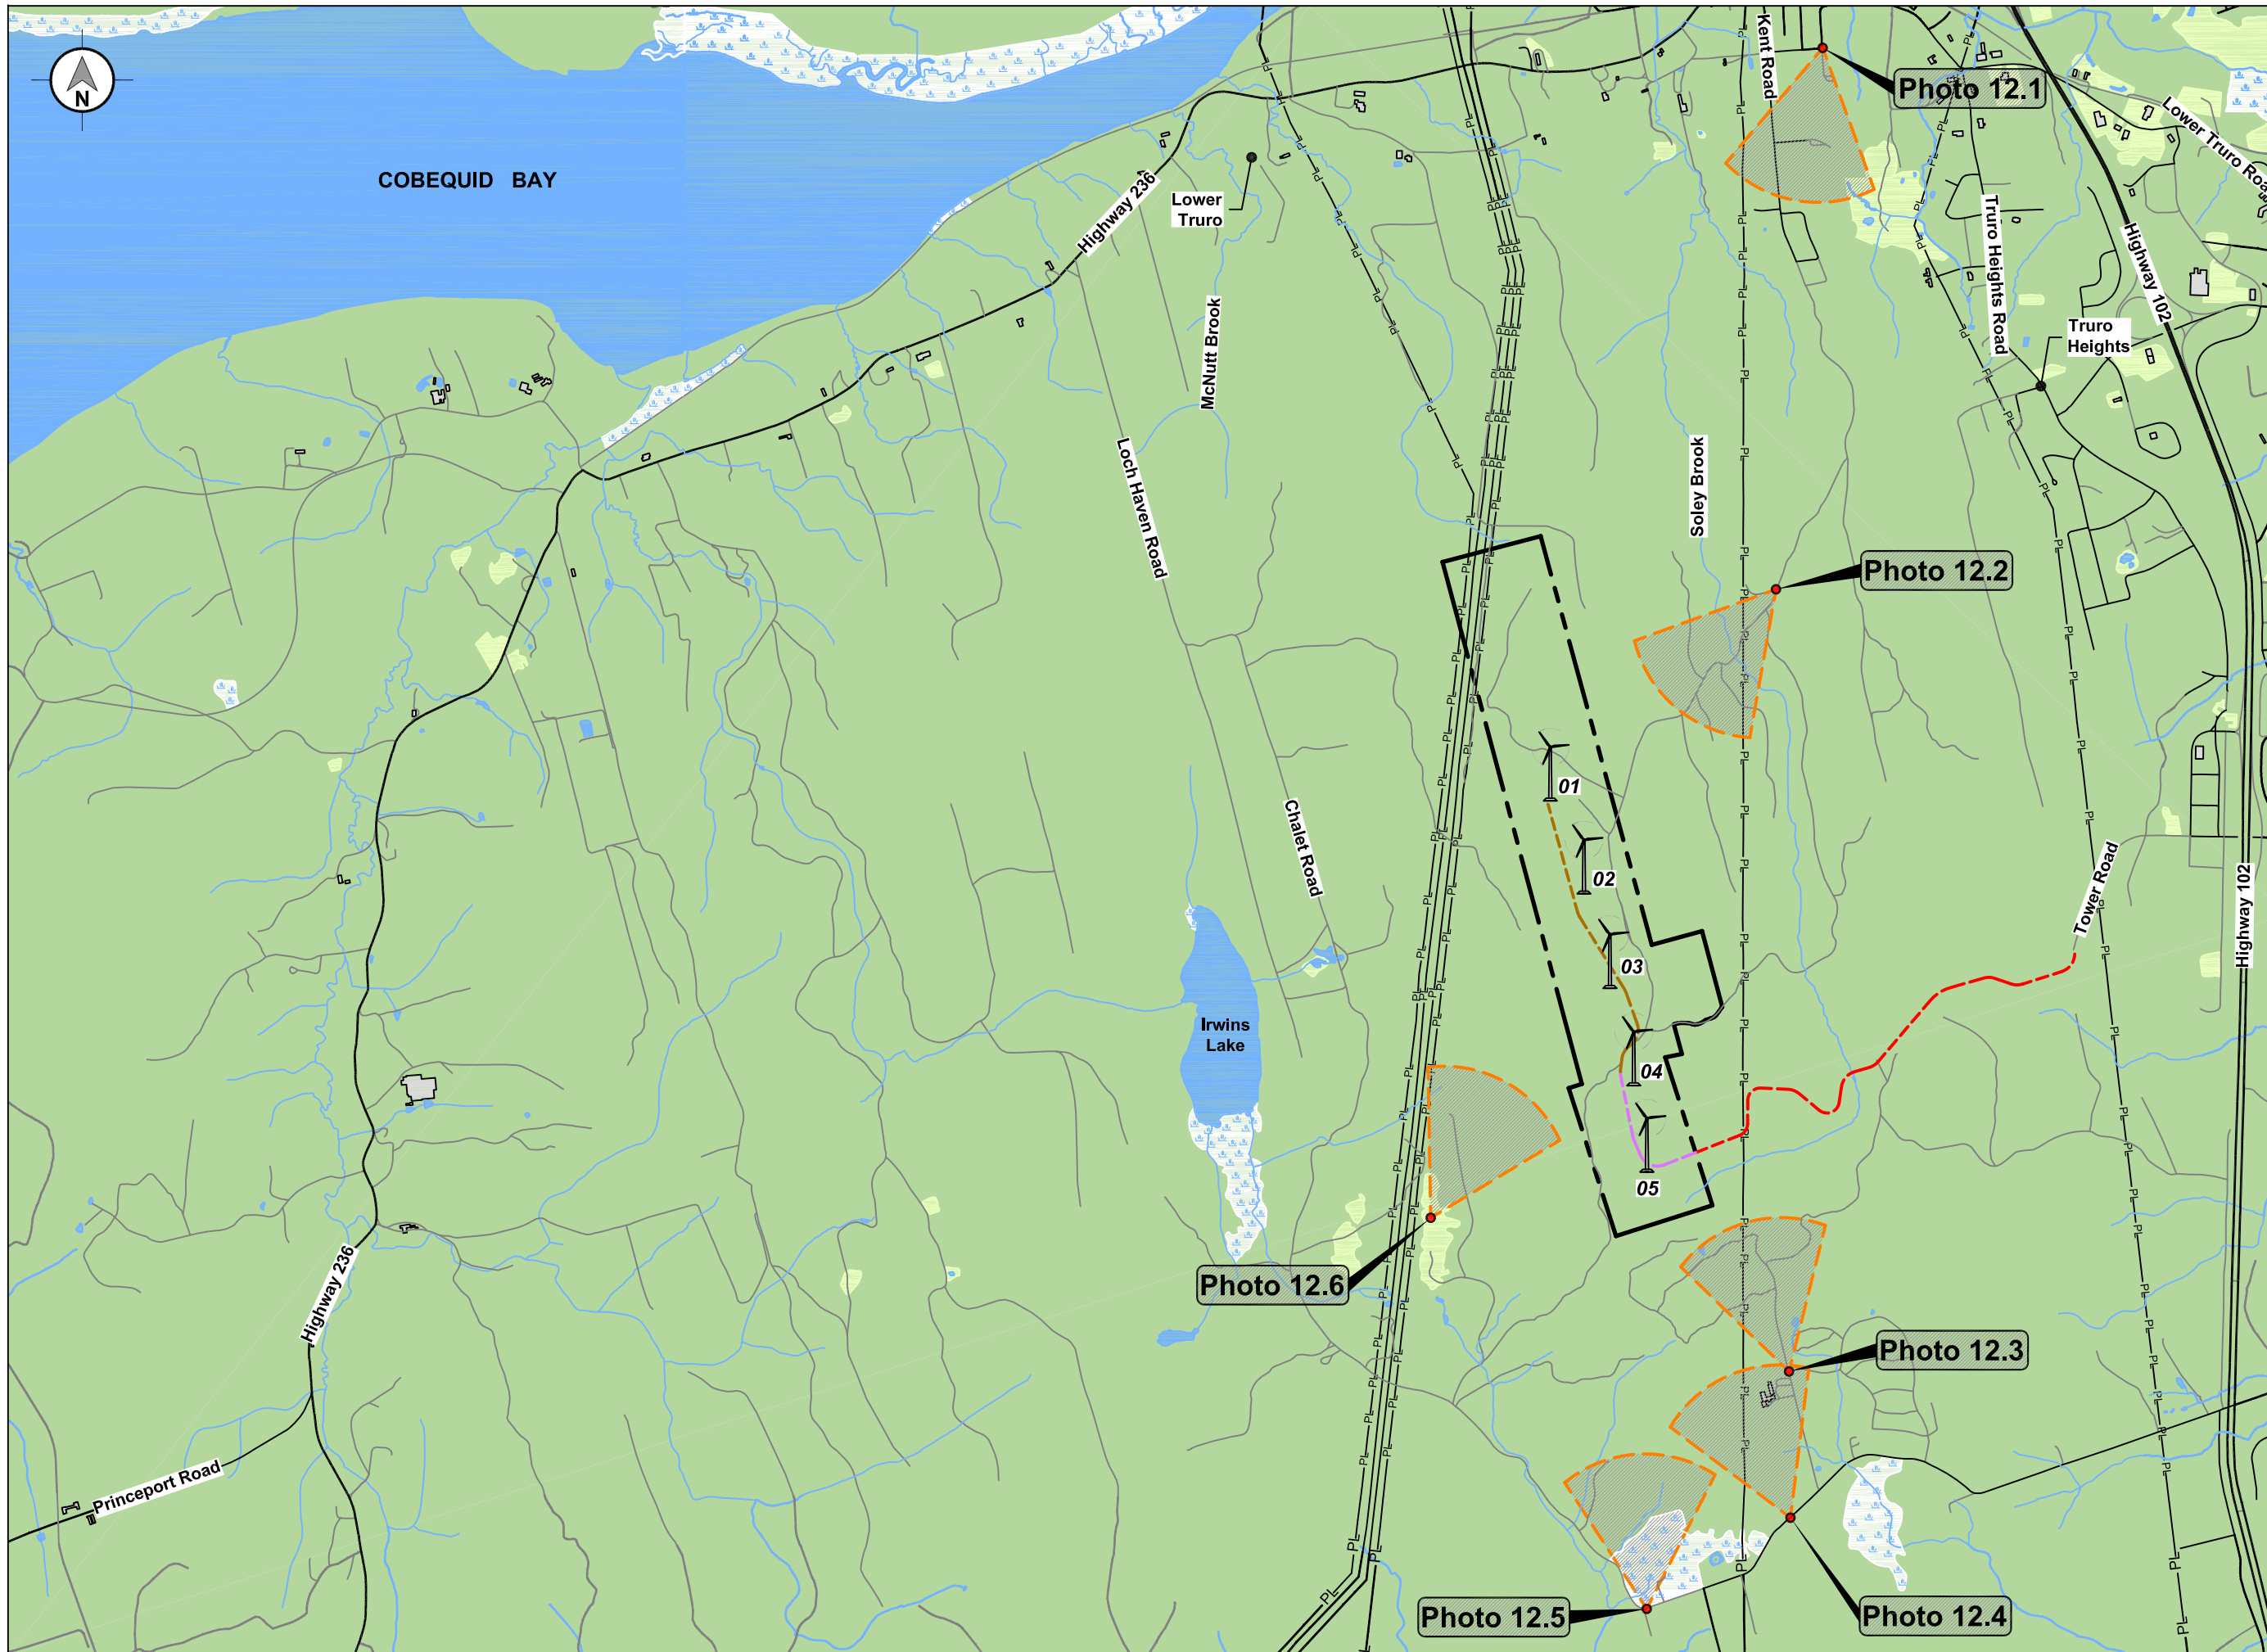 N
COBEQUID BAY
Kent Road
Photo 12.1
Lower Truro Roa
Lower
Truro
Highway 236
McNutt Brook
Truro Heights Road
Highway 102
Truro
Heights
Loch Haven Road
Soley Brook
Photo 12.2
Chalet Road
01
02
03
04
05
Tower Road
Highway 102
Irwins
Lake
Photo 12.6
Highway 236
Photo 12.3
Princeport Road
Photo 12.5
Photo 12.4
PL